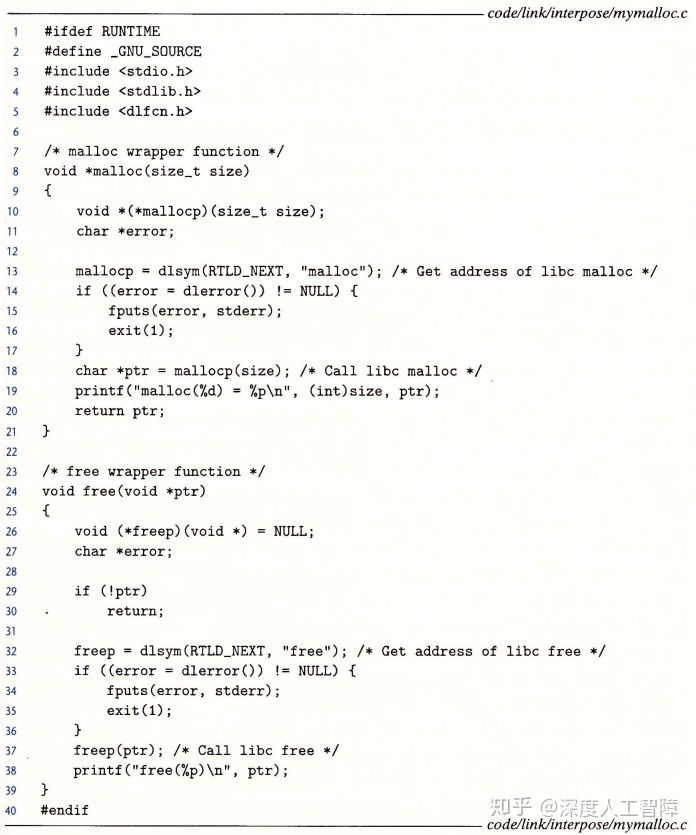 code/link/interpose/mymalloc.c
1 #ifdef RUNTIME
2 #define _GNU_SOURCE
3 #include <stdio.h>
4 #include <stdlib.h>
5 #include <dlfcn.h>
6
7 /* malloc wrapper function */
8 void *malloc(size_t size)
9 {
10 void *(*mallocp)(size_t size);
11 char *error;
12
13 mallocp = dlsym(RTLD_NEXT, "malloc"); /* Get address of libc malloc */
14 if ((error = dlerror()) != NULL) {
15 fputs(error, stderr);
16 exit(1);
17 }
18 char *ptr = mallocp(size); /* Call libc malloc */
19 printf("malloc(%d) = %p\n", (int)size, ptr);
20 return ptr;
21 }
22
23 /* free wrapper function */
24 void free(void *ptr)
25 {
26 void (*freep)(void *) = NULL;
27 char *error;
28
29 if (!ptr)
30 return;
31
32 freep = dlsym(RTLD_NEXT, "free"); /* Get address of libc free */
33 if ((error = dlerror()) != NULL) {
34 fputs(error, stderr);
35 exit(1);
36 }
37 freep(ptr); /* Call libc free */
38 printf("free(%p)\n", ptr);
39 }
40 #endif
知乎 @深度人工智障
code/link/interpose/mymalloc.c